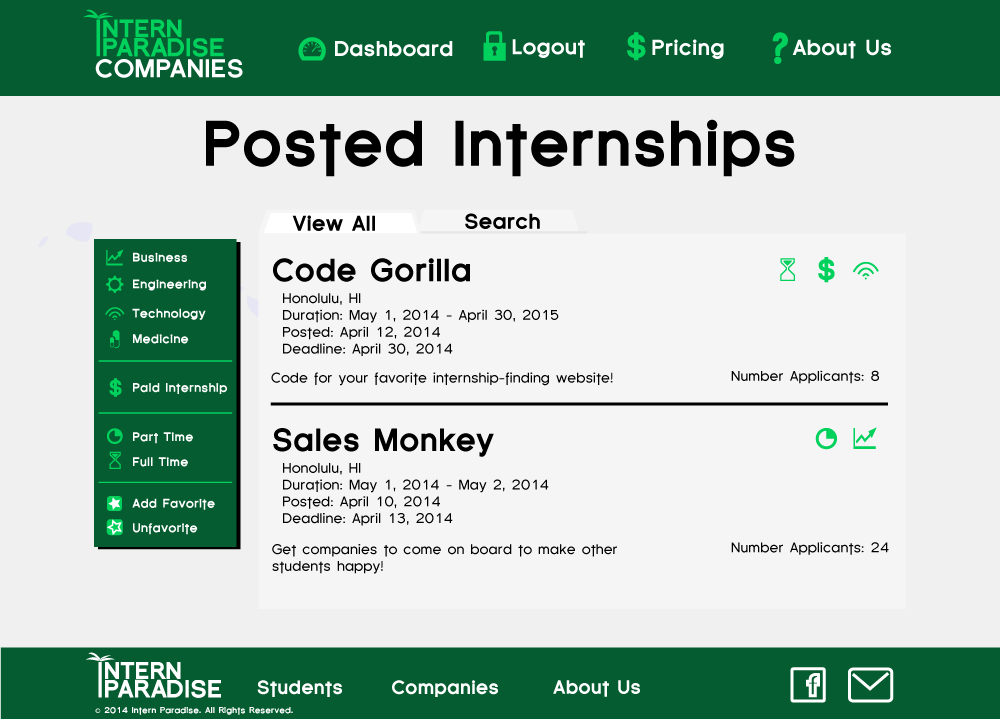 INTERN
PARADISE
COMPANIES
Dashboard
Logout
Pricing
About Us
Posted Internships
View All
Search
Business
Engineering
Technology
Medicine
Paid Internship
Part Time
Full Time
Add Favorite
Unfavorite
Code Gorilla
Honolulu, HI
Duration: May 1, 2014 - April 30, 2015
Posted: April 12, 2014
Deadline: April 30, 2014
Code for your favorite internship-finding website!
Number Applicants: 8
Sales Monkey
Honolulu, HI
Duration: May 1, 2014 - May 2, 2014
Posted: April 10, 2014
Deadline: April 13, 2014
Get companies to come on board to make other
students happy!
Number Applicants: 24
INTERN
PARADISE
© 2014 Intern Paradise. All Rights Reserved.
Students
Companies
About Us